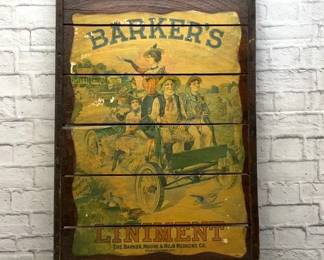 BARKER'S
LINIMENT
THE BARKER, MOORE & MEIN MEDICINE CO.